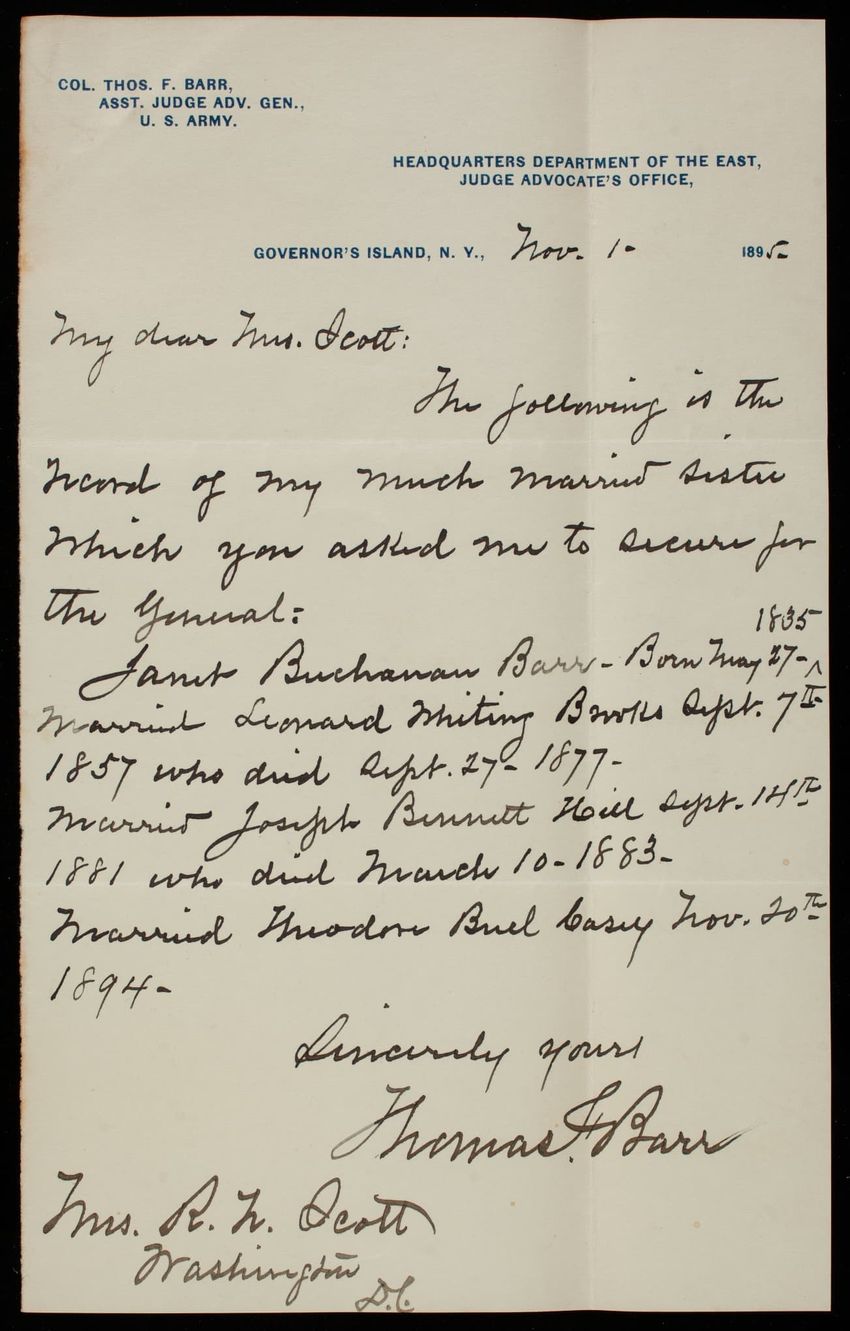 COL. THOS. F. BARR,
ASST. JUDGE ADV. GEN.,
U. S. ARMY.
HEADQUARTERS DEPARTMENT OF THE EAST,
JUDGE ADVOCATE'S OFFICE,
GOVERNOR'S ISLAND, N. Y., Nov. 1- 1895-
My dear Mrs. Scott:
The following is the
record of my much married sister
which you asked me to secure for
the General:
1835
Janet Buchanan Barr - Born May 27- ^
Married Leonard Whiting Brooks Sept. 7th
1857 who died Sept. 27- 1877-
Married Joseph Bennett Hill Sept. 14th
1881 who died March 10- 1883-
Married Theodore Buel Casey Nov. 20th
1894-
Sincerely yours
Thomas F. Barr
Mrs. R. N. Scott
Washington
D.C.